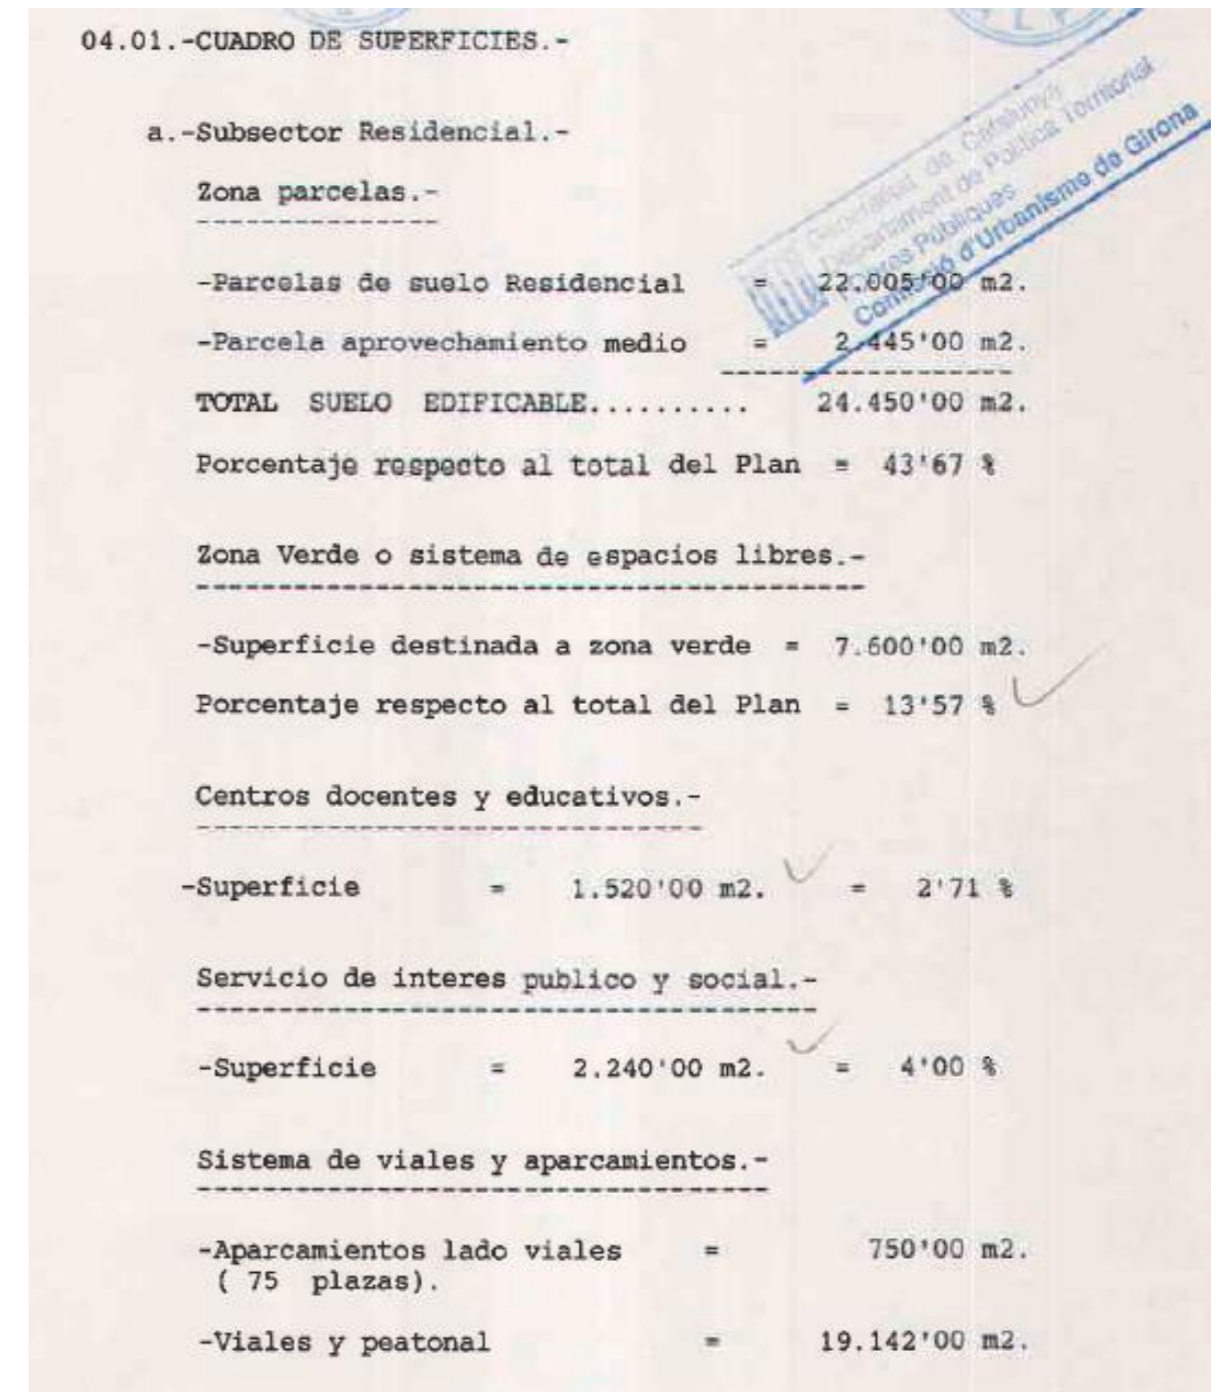 04.01.-CUADRO DE SUPERFICIES.-
a.-Subsector Residencial.-
Generalitat de Catalunya
Departament de Política Territorial
i Obres Públiques
Comissió d'Urbanisme de Girona
Zona parcelas.-
-Parcelas de suelo Residencial = 22.005'00 m2.
-Parcela aprovechamiento medio = 2.445'00 m2.
TOTAL SUELO EDIFICABLE.......... 24.450'00 m2.
Porcentaje respecto al total del Plan = 43'67 %
Zona Verde o sistema de espacios libres.-
-Superficie destinada a zona verde = 7.600'00 m2.
Porcentaje respecto al total del Plan = 13'57 %
Centros docentes y educativos.-
-Superficie = 1.520'00 m2. = 2'71 %
Servicio de interes publico y social.-
-Superficie = 2.240'00 m2. = 4'00 %
Sistema de viales y aparcamientos.-
-Aparcamientos lado viales = 750'00 m2.
( 75 plazas).
-Viales y peatonal = 19.142'00 m2.